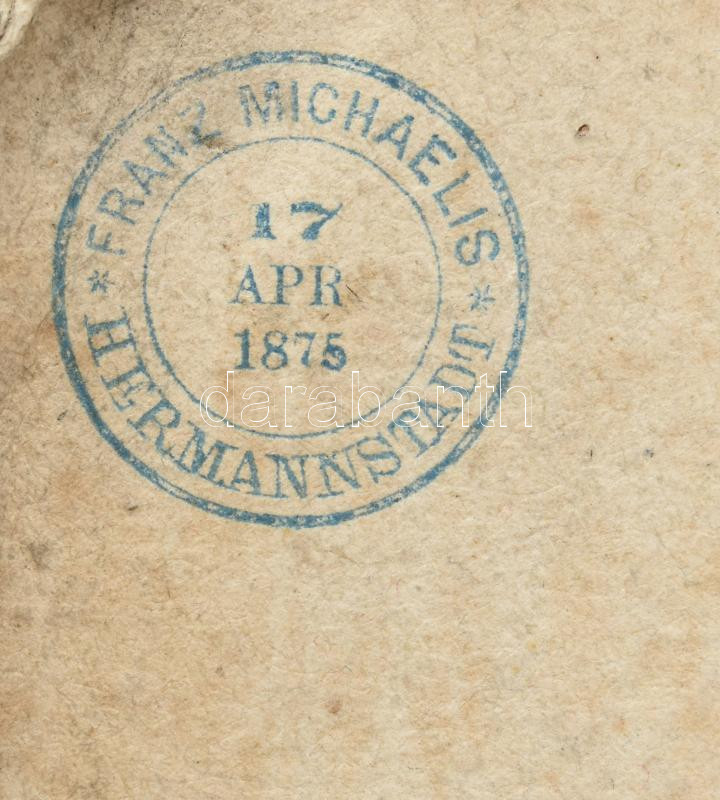 * FRANZ MICHAELIS *
17
APR
1875
HERMANNSTADT
darabanth